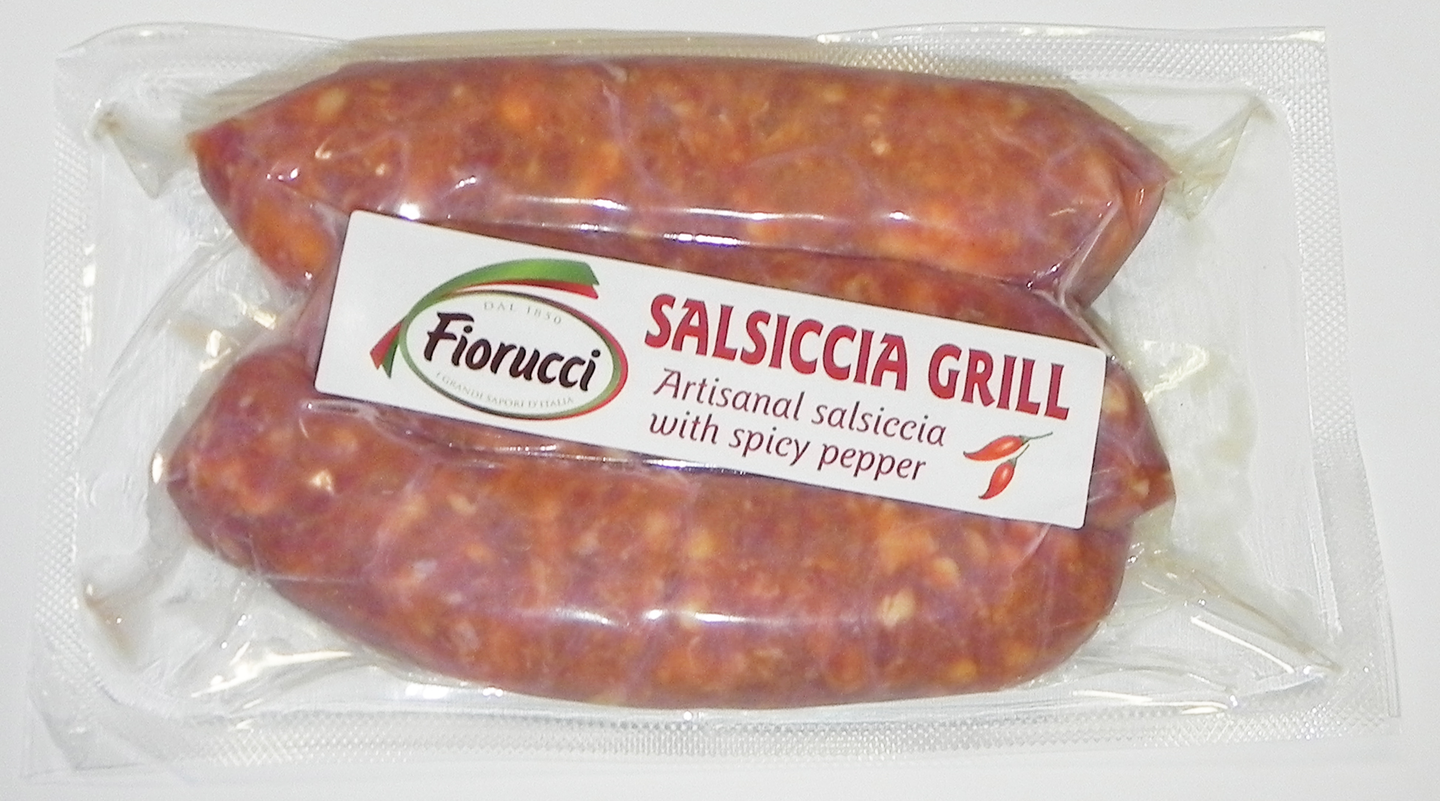 DAL 1850
Fiorucci
I GRANDI SAPORI D'ITALIA
SALSICCIA GRILL
Artisanal salsiccia
with spicy pepper